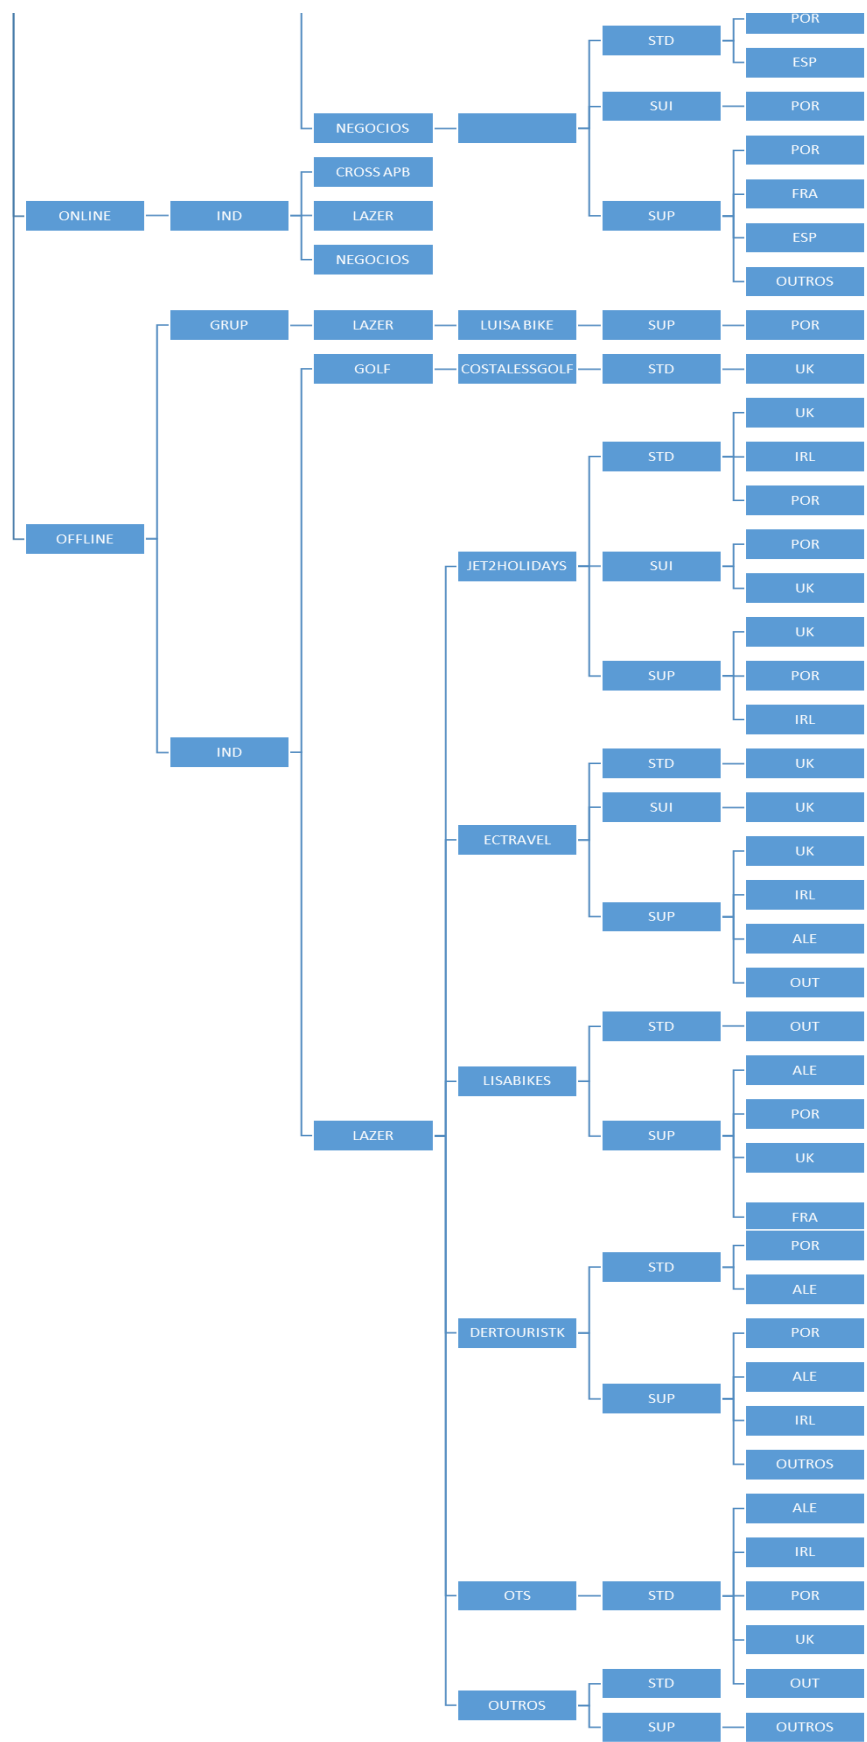 POR
STD
ESP
SUI
POR
NEGOCIOS
POR
CROSS APB
FRA
ONLINE
IND
LAZER
SUP
ESP
NEGOCIOS
OUTROS
GRUP
LAZER
LUISA BIKE
SUP
POR
GOLF
COSTALESSGOLF
STD
UK
UK
STD
IRL
POR
OFFLINE
POR
JET2HOLIDAYS
SUI
UK
UK
SUP
POR
IRL
IND
STD
UK
SUI
UK
ECTRAVEL
UK
IRL
SUP
ALE
OUT
STD
OUT
ALE
LISABIKES
POR
LAZER
SUP
UK
FRA
POR
STD
ALE
DERTOURISTK
POR
ALE
SUP
IRL
OUTROS
ALE
IRL
OTS
STD
POR
UK
STD
OUT
OUTROS
SUP
OUTROS